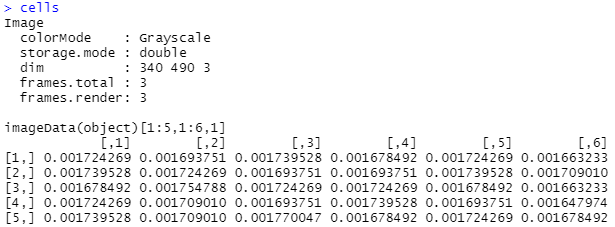 > cells
Image
  colorMode    : Grayscale
  storage.mode : double
  dim          : 340 490 3
  frames.total : 3
  frames.render: 3

imageData(object)[1:5,1:6,1]
            [,1]        [,2]        [,3]        [,4]        [,5]        [,6]
[1,] 0.001724269 0.001693751 0.001739528 0.001678492 0.001724269 0.001663233
[2,] 0.001739528 0.001724269 0.001693751 0.001693751 0.001739528 0.001709010
[3,] 0.001678492 0.001754788 0.001724269 0.001724269 0.001678492 0.001663233
[4,] 0.001724269 0.001709010 0.001693751 0.001739528 0.001693751 0.001647974
[5,] 0.001739528 0.001709010 0.001770047 0.001678492 0.001724269 0.001678492